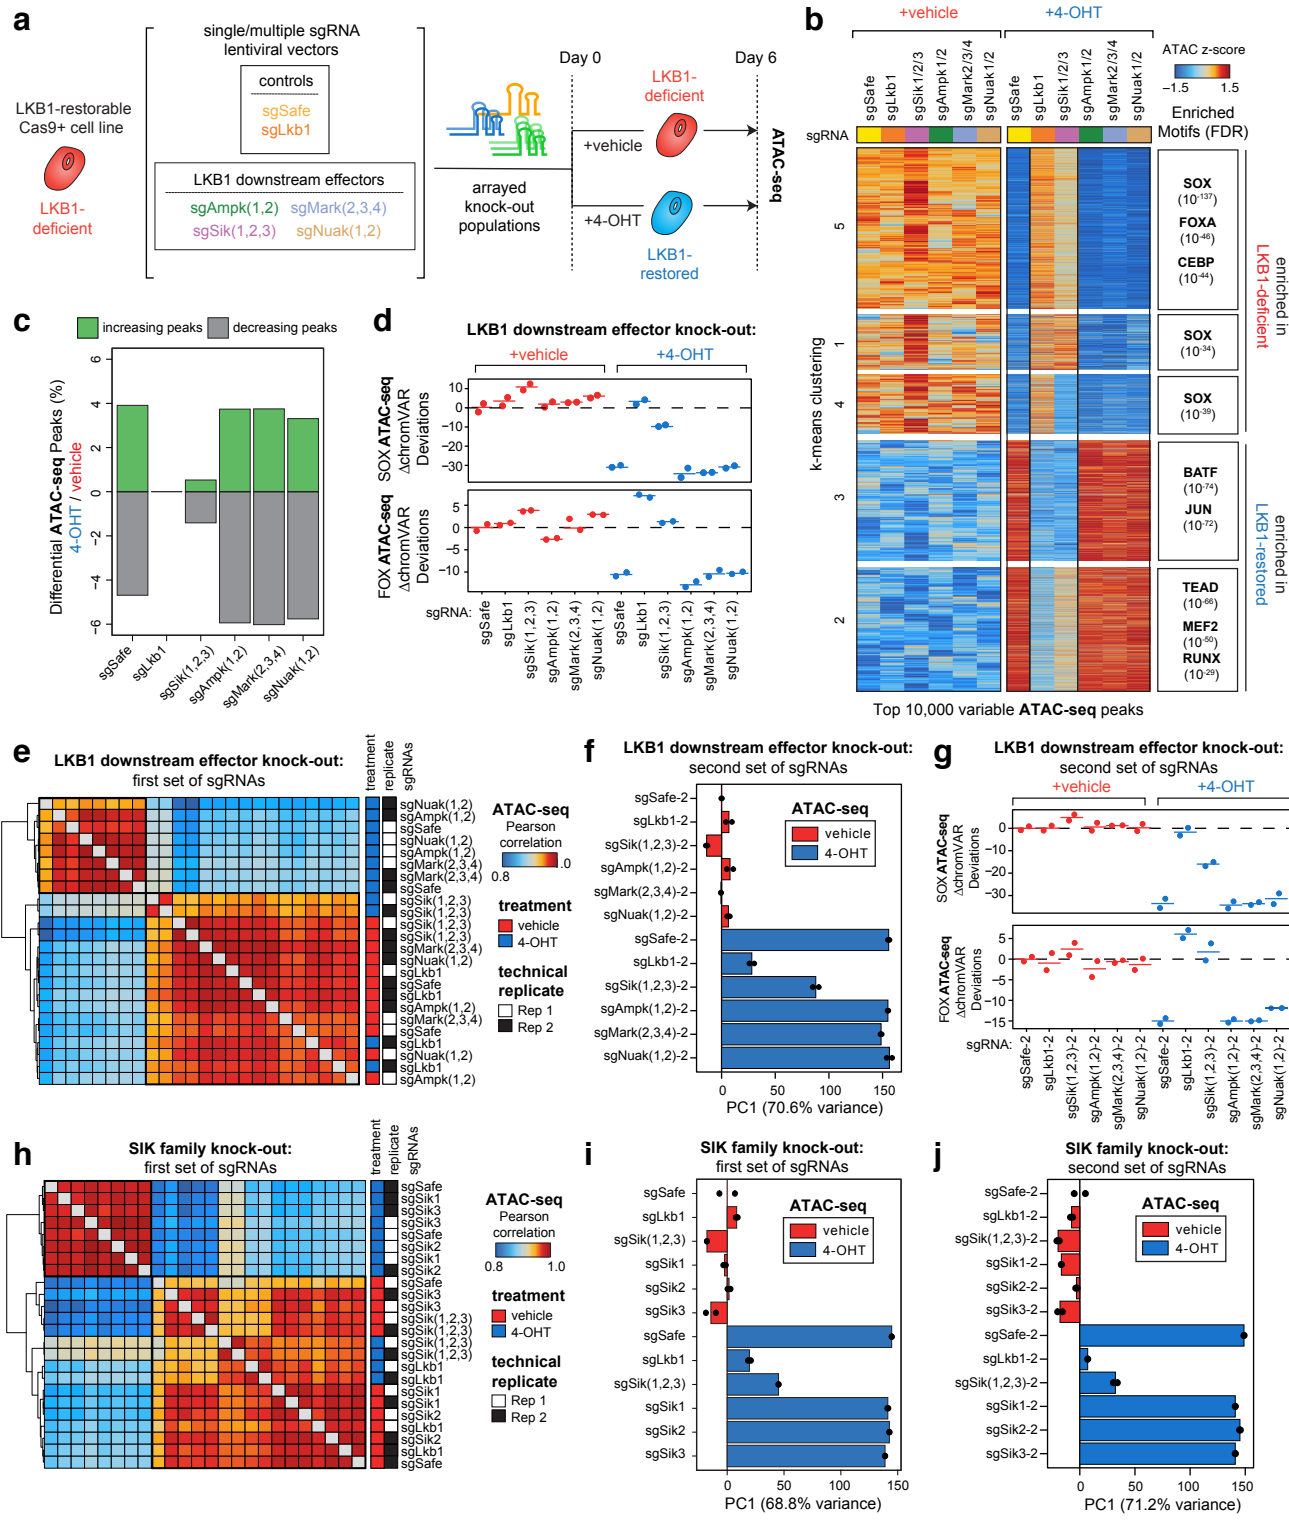 a
LKB1-restorable
Cas9+ cell line
LKB1-
deficient
single/multiple sgRNA
lentiviral vectors
controls
sgSafe
sgLkb1
LKB1 downstream effectors
sgAmpk(1,2) sgMark(2,3,4)
sgSik(1,2,3) sgNuak(1,2)
arrayed
knock-out
populations
Day 0
Day 6
+vehicle
+4-OHT
LKB1-
deficient
LKB1-
restored
ATAC-seq
b
+vehicle
+4-OHT
sgSafe
sgLkb1
sgSik1/2/3
sgAmpk1/2
sgMark2/3/4
sgNuak1/2
sgSafe
sgLkb1
sgSik1/2/3
sgAmpk1/2
sgMark2/3/4
sgNuak1/2
sgRNA
ATAC z-score
−1.5 1.5
Enriched
Motifs (FDR)
k-means clustering
5
1
4
3
2
SOX
(10-137)
FOXA
(10-46)
CEBP
(10-44)
SOX
(10-34)
SOX
(10-39)
BATF
(10-74)
JUN
(10-72)
TEAD
(10-66)
MEF2
(10-50)
RUNX
(10-29)
enriched in
LKB1-deficient
enriched in
LKB1-restored
Top 10,000 variable ATAC-seq peaks
c
increasing peaks
decreasing peaks
Differential ATAC-seq Peaks (%)
4-OHT / vehicle
6
4
2
0
−2
−4
−6
sgSafe
sgLkb1
sgSik(1,2,3)
sgAmpk(1,2)
sgMark(2,3,4)
sgNuak(1,2)
d
LKB1 downstream effector knock-out:
+vehicle
+4-OHT
SOX ATAC-seq
ΔchromVAR
Deviations
10
0
−10
−20
−30
FOX ATAC-seq
ΔchromVAR
Deviations
5
0
−5
−10
sgRNA:
sgSafe
sgLkb1
sgSik(1,2,3)
sgAmpk(1,2)
sgMark(2,3,4)
sgNuak(1,2)
sgSafe
sgLkb1
sgSik(1,2,3)
sgAmpk(1,2)
sgMark(2,3,4)
sgNuak(1,2)
e
LKB1 downstream effector knock-out:
first set of sgRNAs
treatment
replicate
sgRNAs
sgNuak(1,2)
sgAmpk(1,2)
sgSafe
sgNuak(1,2)
sgAmpk(1,2)
sgMark(2,3,4)
sgMark(2,3,4)
sgSafe
sgSik(1,2,3)
sgSik(1,2,3)
sgSik(1,2,3)
sgSik(1,2,3)
sgMark(2,3,4)
sgNuak(1,2)
sgLkb1
sgSafe
sgLkb1
sgAmpk(1,2)
sgMark(2,3,4)
sgSafe
sgLkb1
sgNuak(1,2)
sgLkb1
sgAmpk(1,2)
ATAC-seq
Pearson
correlation
0.8
.0
treatment
vehicle
4-OHT
technical
replicate
Rep 1
Rep 2
f
LKB1 downstream effector knock-out:
second set of sgRNAs
ATAC-seq
vehicle
4-OHT
sgSafe-2
sgLkb1-2
sgSik(1,2,3)-2
sgAmpk(1,2)-2
sgMark(2,3,4)-2
sgNuak(1,2)-2
sgSafe-2
sgLkb1-2
sgSik(1,2,3)-2
sgAmpk(1,2)-2
sgMark(2,3,4)-2
sgNuak(1,2)-2
0 50 100 150
PC1 (70.6% variance)
g
LKB1 downstream effector knock-out:
second set of sgRNAs
+vehicle
+4-OHT
SOX ATAC-seq
ΔchromVAR
Deviations
0
−10
−20
−30
FOX ATAC-seq
ΔchromVAR
Deviations
5
0
−5
−10
−15
sgRNA:
sgSafe-2
sgLkb1-2
sgSik(1,2,3)-2
sgAmpk(1,2)-2
sgMark(2,3,4)-2
sgNuak(1,2)-2
sgSafe-2
sgLkb1-2
sgSik(1,2,3)-2
sgAmpk(1,2)-2
sgMark(2,3,4)-2
sgNuak(1,2)-2
h
SIK family knock-out:
first set of sgRNAs
treatment
replicate
sgRNAs
sgSafe
sgSik1
sgSik3
sgSik3
sgSafe
sgSik2
sgSik1
sgSik2
sgSafe
sgSik3
sgSik3
sgSik(1,2,3)
sgSik(1,2,3)
sgSik(1,2,3)
sgSik(1,2,3)
sgLkb1
sgLkb1
sgSik1
sgSik1
sgSik2
sgLkb1
sgSik2
sgLkb1
sgSafe
ATAC-seq
Pearson
correlation
0.8 1.0
treatment
vehicle
4-OHT
technical
replicate
Rep 1
Rep 2
i
SIK family knock-out:
first set of sgRNAs
ATAC-seq
vehicle
4-OHT
sgSafe
sgLkb1
sgSik(1,2,3)
sgSik1
sgSik2
sgSik3
sgSafe
sgLkb1
sgSik(1,2,3)
sgSik1
sgSik2
sgSik3
0 50 100 150
PC1 (68.8% variance)
j
SIK family knock-out:
second set of sgRNAs
ATAC-seq
vehicle
4-OHT
sgSafe-2
sgLkb1-2
sgSik(1,2,3)-2
sgSik1-2
sgSik2-2
sgSik3-2
sgSafe-2
sgLkb1-2
sgSik(1,2,3)-2
sgSik1-2
sgSik2-2
sgSik3-2
0 50 100 150
PC1 (71.2% variance)